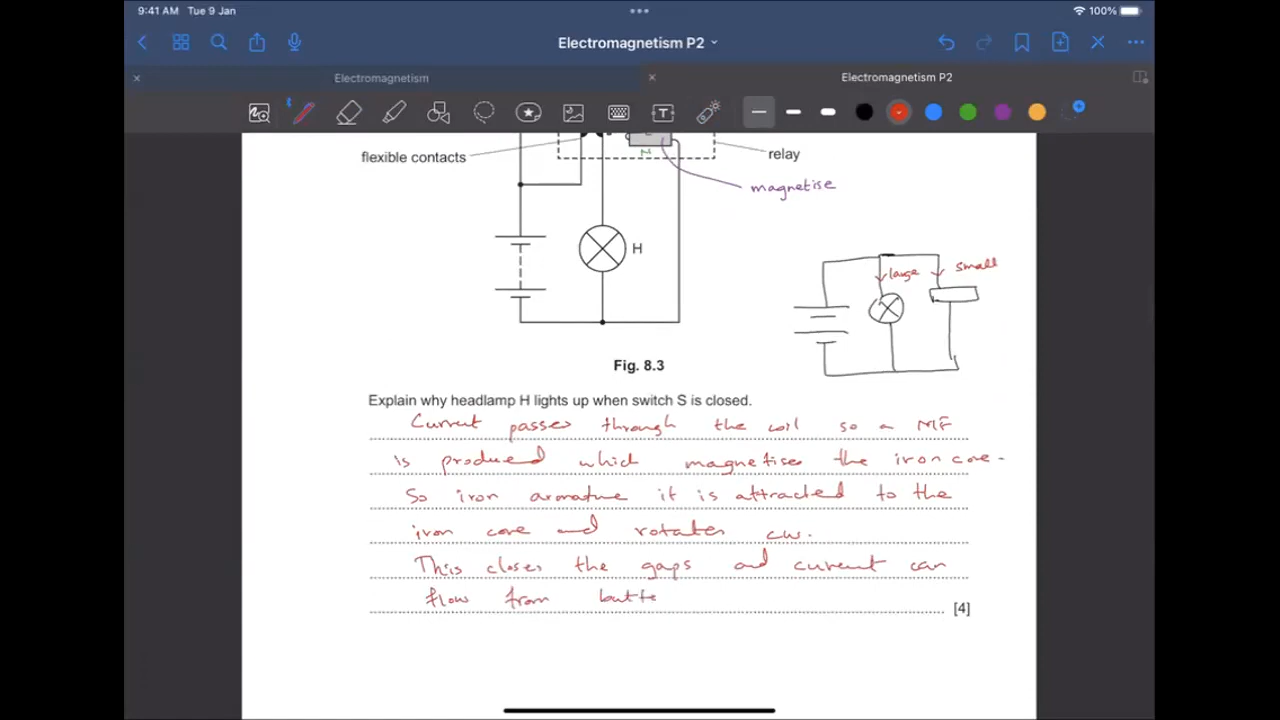 9:41 AM Tue 9 Jan
100%
Electromagnetism P2
Electromagnetism
Electromagnetism P2
flexible contacts
N
relay
magnetise
H
large
small
Fig. 8.3
Explain why headlamp H lights up when switch S is closed.
Current passes through the coil so a MF
is produced which magnetises the iron core.
So iron armature it is attracted to the
iron core and rotates cw.
This closes the gaps and current can
flow from batte
[4]